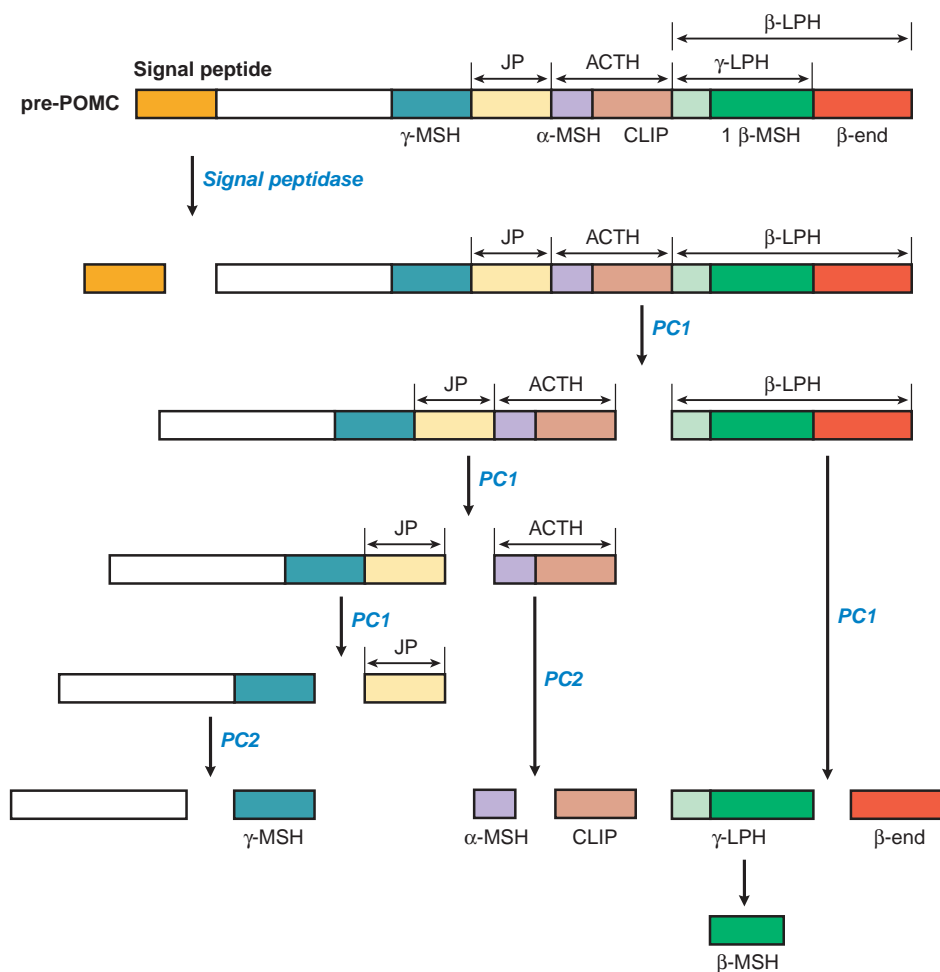 β-LPH
Signal peptide
JP ACTH γ-LPH
pre-POMC
γ-MSH α-MSH CLIP 1 β-MSH β-end
Signal peptidase
JP ACTH β-LPH
PC1
JP ACTH β-LPH
PC1
JP ACTH
PC1 PC1
JP
PC2
PC2
γ-MSH α-MSH CLIP γ-LPH β-end
β-MSH